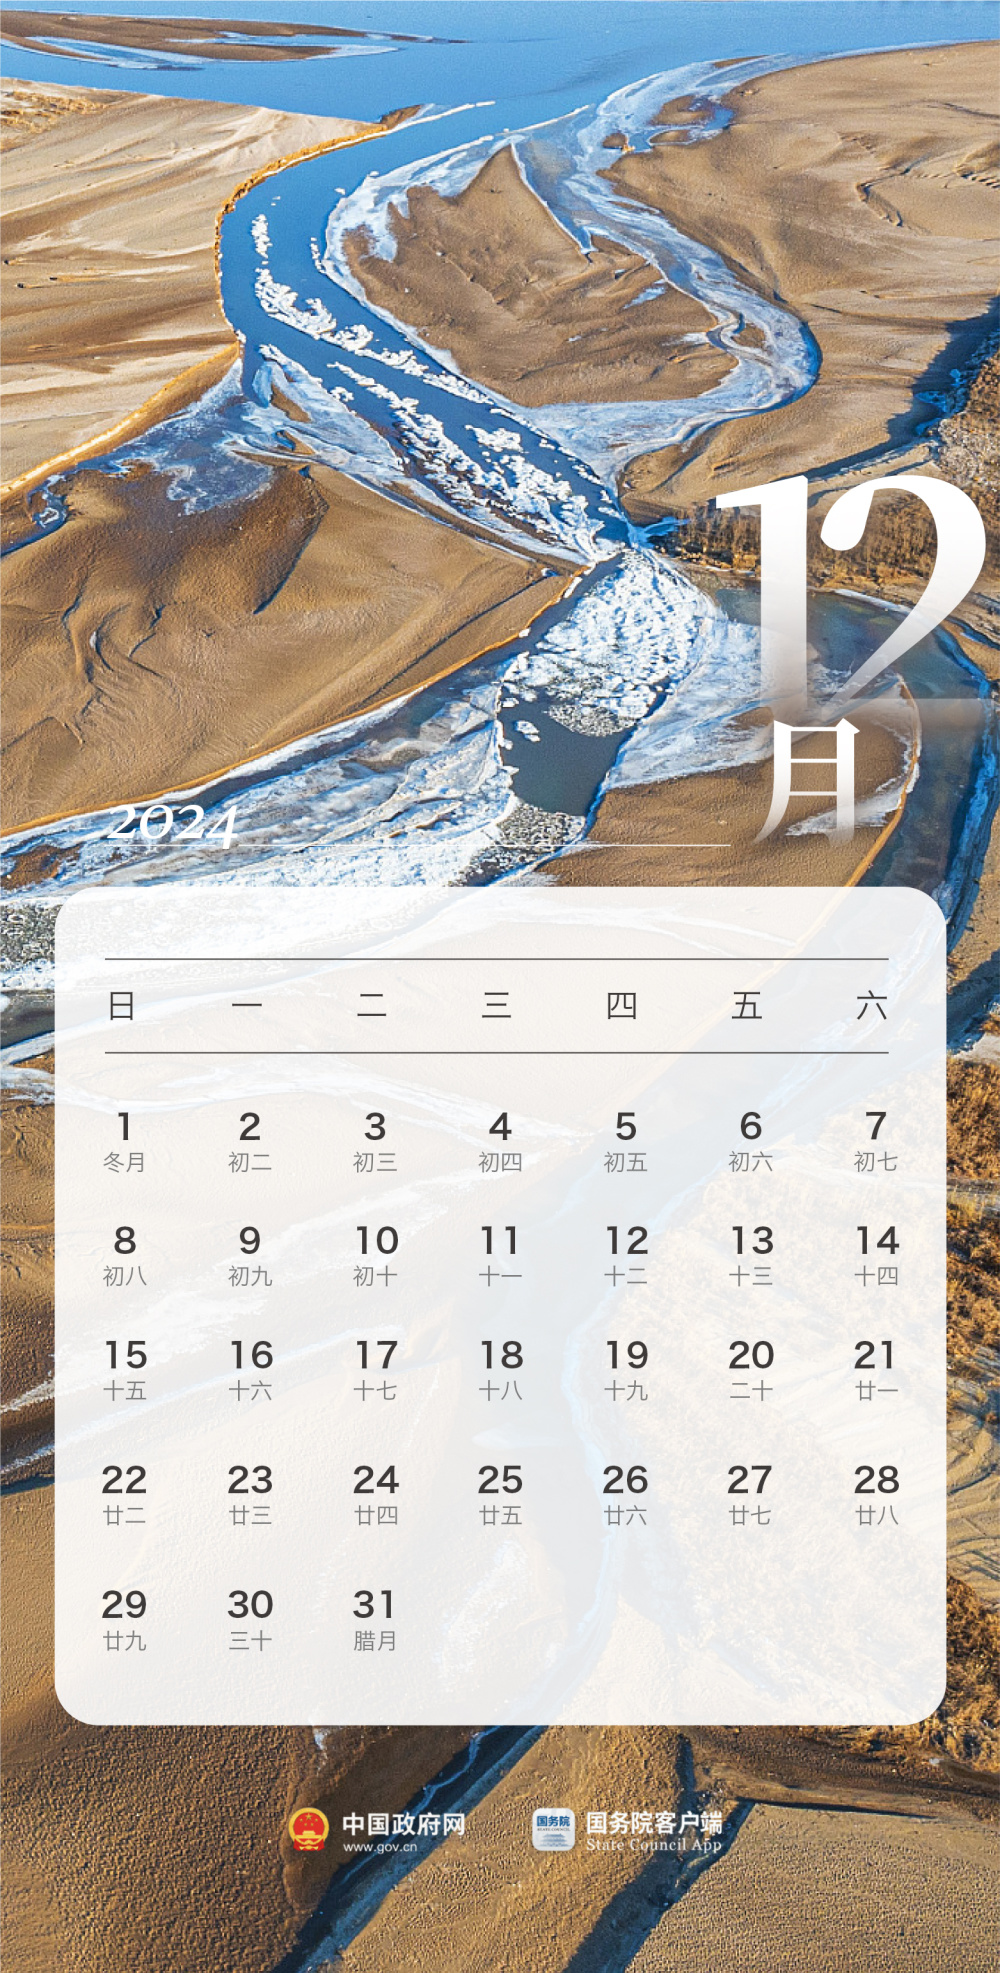 12
月
2024
日 一 二 三 四 五 六
1 2 3 4 5 6 7
冬月 初二 初三 初四 初五 初六 初七
8 9 10 11 12 13 14
初八 初九 初十 十一 十二 十三 十四
15 16 17 18 19 20 21
十五 十六 十七 十八 十九 二十 廿一
22 23 24 25 26 27 28
廿二 廿三 廿四 廿五 廿六 廿七 廿八
29 30 31
廿九 三十 腊月
中国政府网
www.gov.cn
国务院
国务院客户端
State Council App